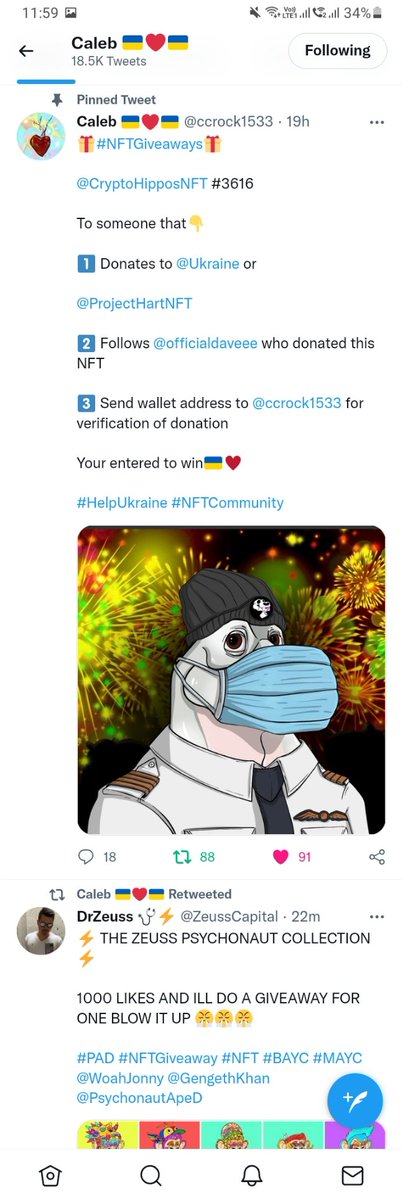 11:59
Vo)) LTE1 2 34%
Caleb 🇺🇦❤️🇺🇦
Following
18.5K Tweets
Pinned Tweet
Caleb 🇺🇦❤️🇺🇦 @ccrock1533 · 19h
🎁#NFTGiveaways🎁
@CryptoHipposNFT #3616
To someone that👇
1️⃣ Donates to @Ukraine or
@ProjectHartNFT
2️⃣ Follows @officialdaveee who donated this
NFT
3️⃣ Send wallet address to @ccrock1533 for
verification of donation
Your entered to win🇺🇦❤️
#HelpUkraine #NFTCommunity
18 88 91
Caleb 🇺🇦❤️🇺🇦 Retweeted
DrZeuss 🩺⚡ @ZeussCapital · 22m
⚡ THE ZEUSS PSYCHONAUT COLLECTION
⚡
1000 LIKES AND ILL DO A GIVEAWAY FOR
ONE BLOW IT UP 😤😤😤
#PAD #NFTGiveaway #NFT #BAYC #MAYC
@WoahJonny @GengethKhan
@PsychonautApeD